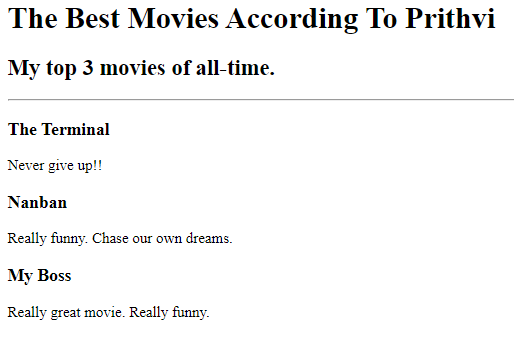 The Best Movies According To Prithvi
My top 3 movies of all-time.
The Terminal
Never give up!!
Nanban
Really funny. Chase our own dreams.
My Boss
Really great movie. Really funny.